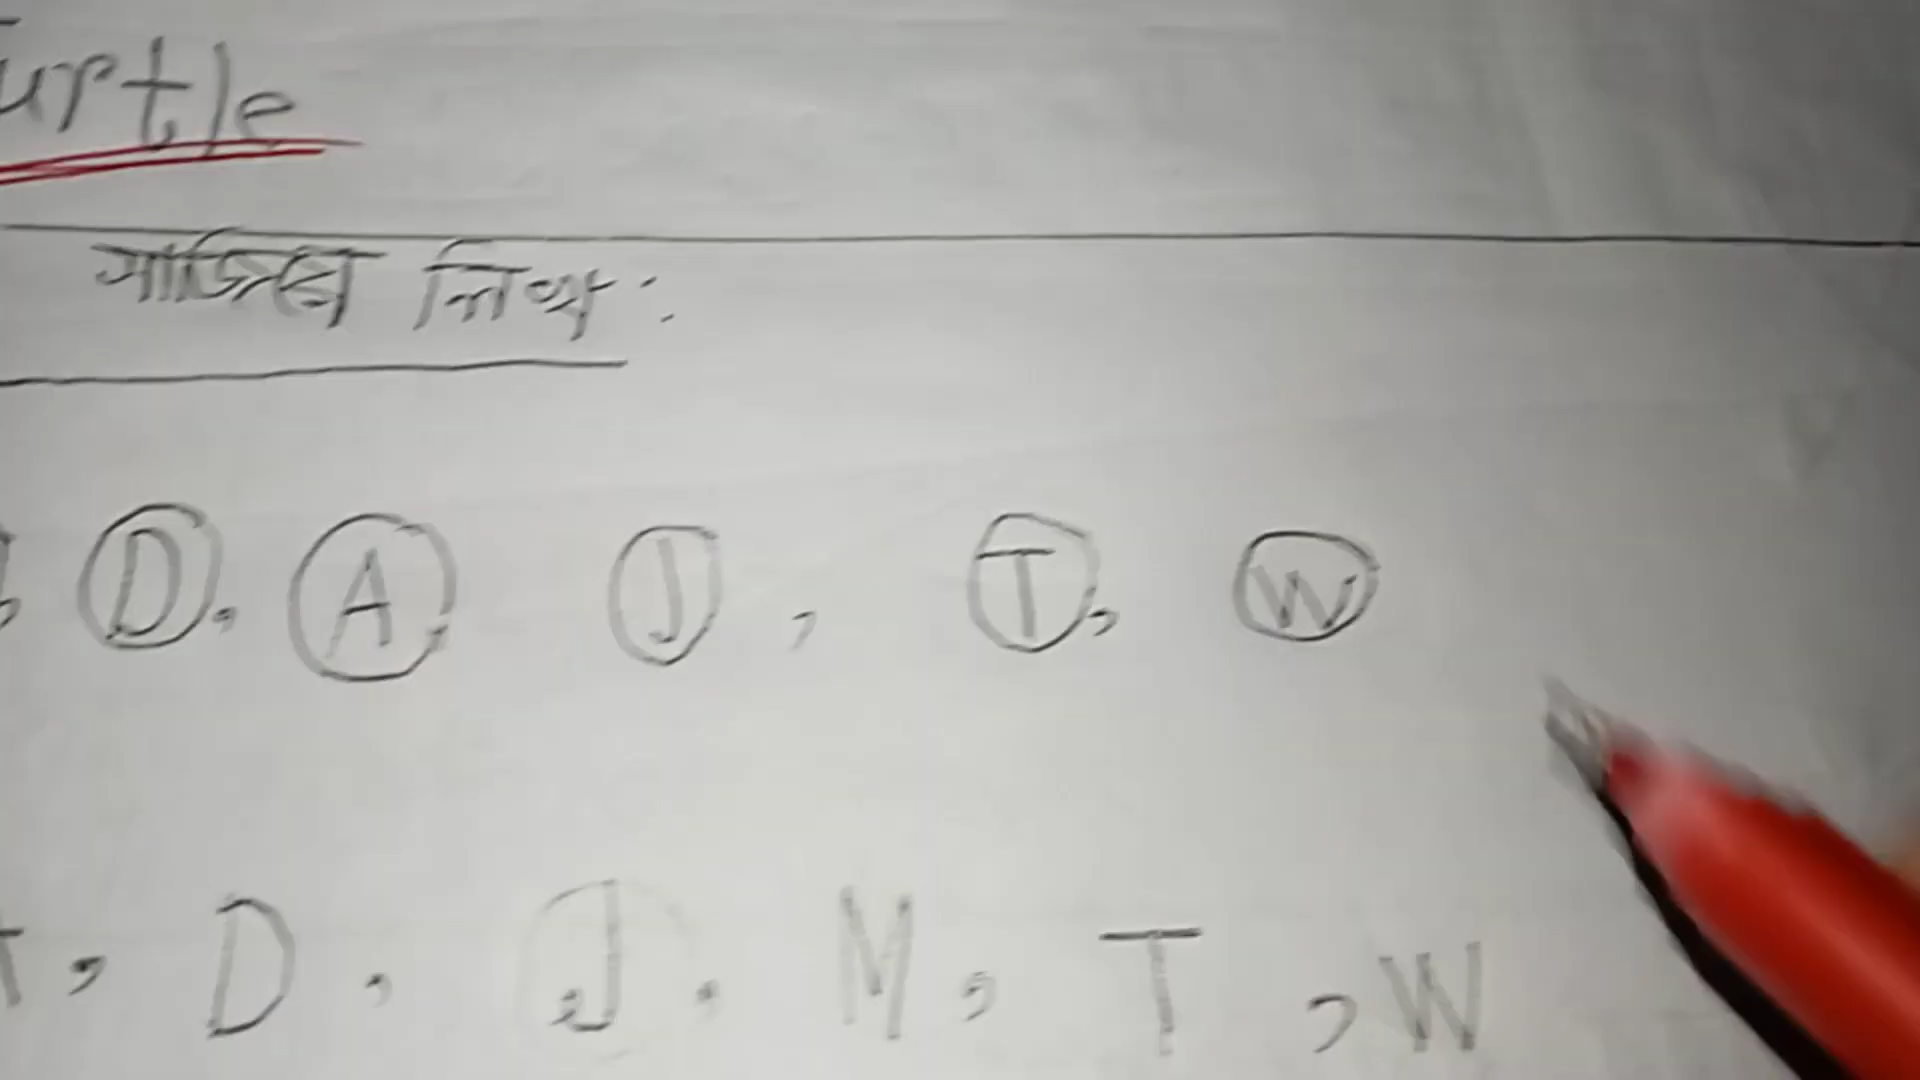 urtle
সাজিয়ে লিখ:
, D, A J , T, W
, D, J, M, T, W